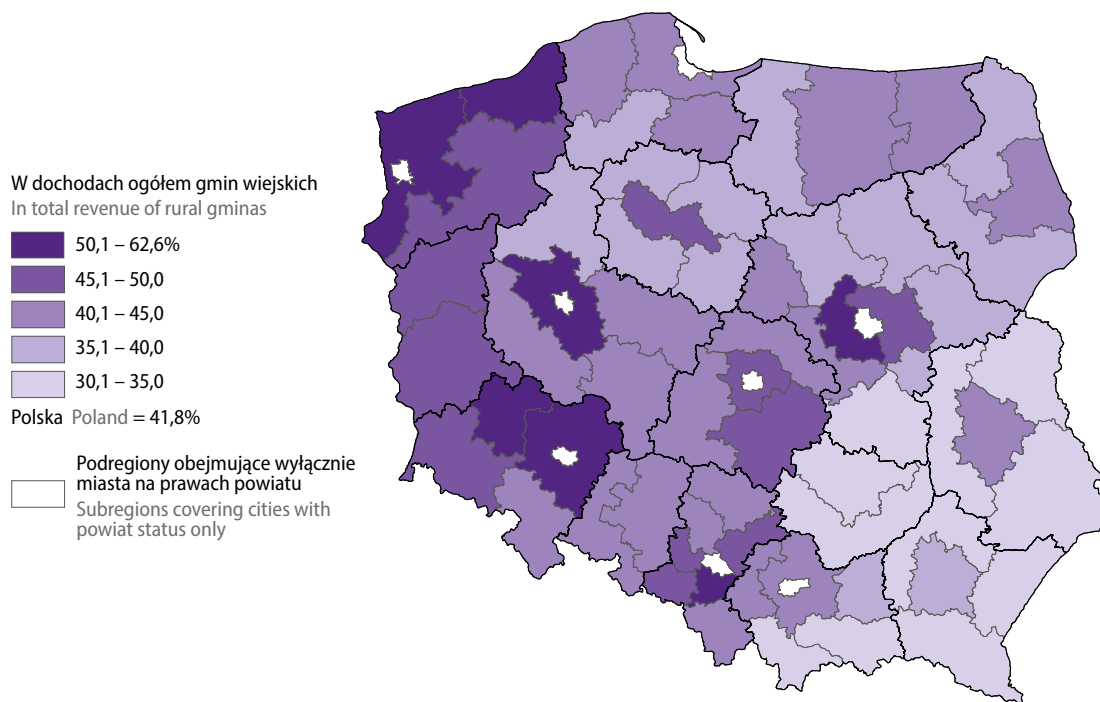 W dochodach ogółem gmin wiejskich
In total revenue of rural gminas
50,1 – 62,6%
45,1 – 50,0
40,1 – 45,0
35,1 – 40,0
30,1 – 35,0
Polska Poland = 41,8%
Podregiony obejmujące wyłącznie
miasta na prawach powiatu
Subregions covering cities with
powiat status only